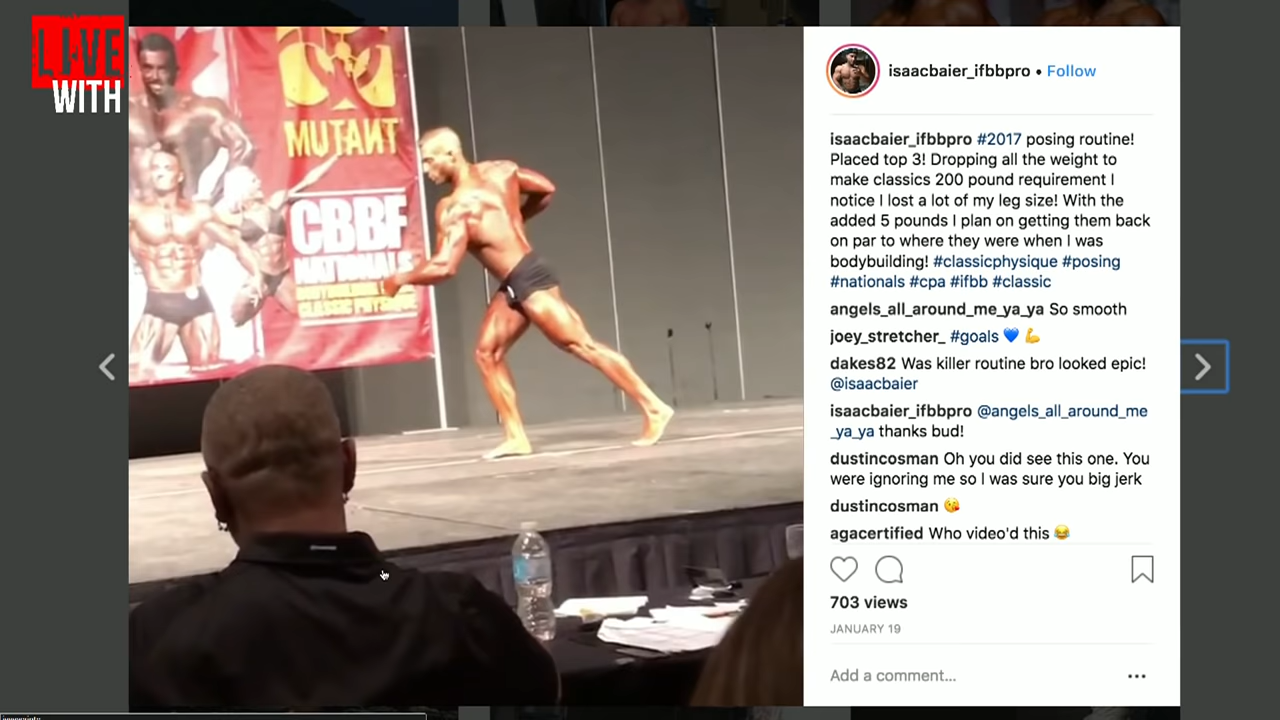 LIVE
WITH
MUTANT
CBBF
NATIONALS
BODYBUILDING
CLASSIC PHYSIQUE
isaacbaier_ifbbpro • Follow
isaacbaier_ifbbpro #2017 posing routine!
Placed top 3! Dropping all the weight to
make classics 200 pound requirement I
notice I lost a lot of my leg size! With the
added 5 pounds I plan on getting them back
on par to where they were when I was
bodybuilding! #classicphysique #posing
#nationals #cpa #ifbb #classic
angels_all_around_me_ya_ya So smooth
joey_stretcher_ #goals 💙 💪
dakes82 Was killer routine bro looked epic!
@isaacbaier
isaacbaier_ifbbpro @angels_all_around_me
_ya_ya thanks bud!
dustincosman Oh you did see this one. You
were ignoring me so I was sure you big jerk
dustincosman 😘
agacertified Who video'd this 😂
703 views
JANUARY 19
Add a comment...